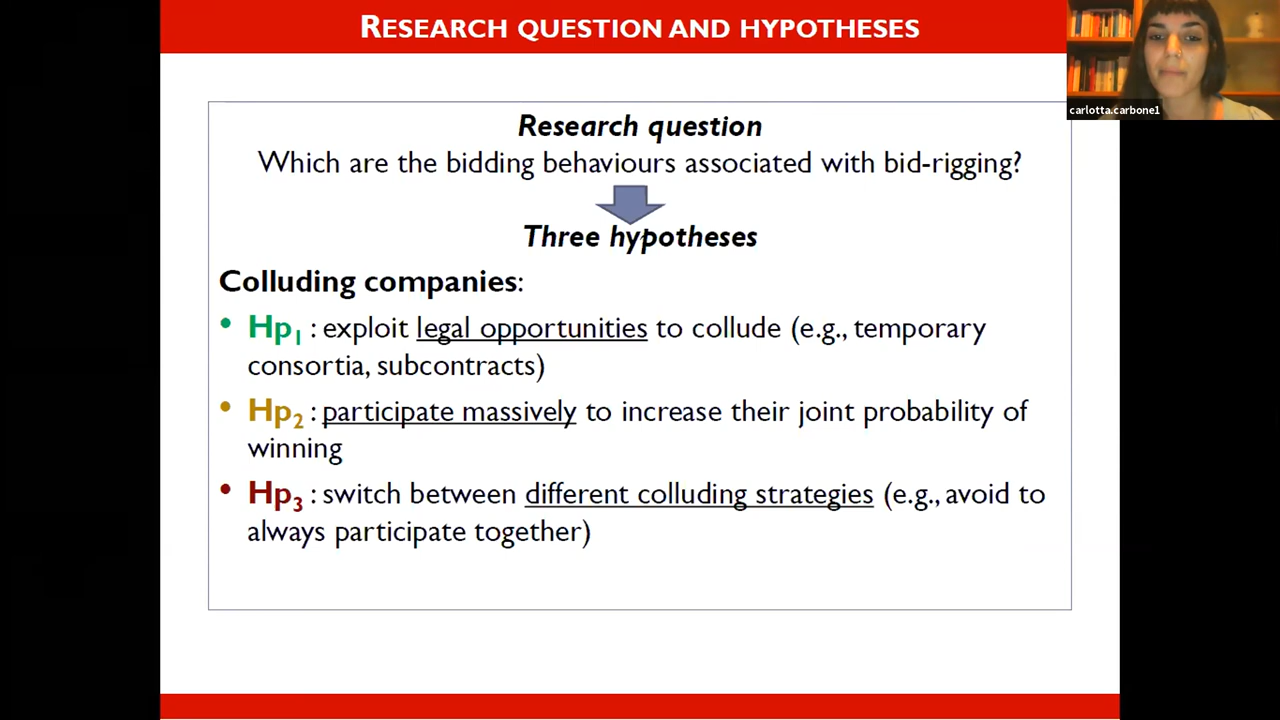 RESEARCH QUESTION AND HYPOTHESES
carlotta.carbone1
Research question
Which are the bidding behaviours associated with bid-rigging?
Three hypotheses
Colluding companies:
• Hp1 : exploit legal opportunities to collude (e.g., temporary
consortia, subcontracts)
• Hp2 : participate massively to increase their joint probability of
winning
• Hp3 : switch between different colluding strategies (e.g., avoid to
always participate together)